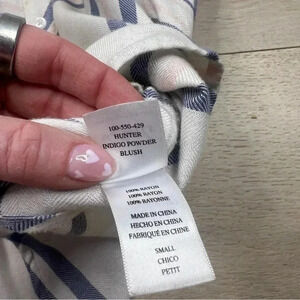 100-550-429
HUNTER
INDIGO POWDER
BLUSH
100% RAYON
100% RAYON
100% RAYONNE
MADE IN CHINA
HECHO EN CHINA
FABRIQUÉ EN CHINE
SMALL
CHICO
PETIT